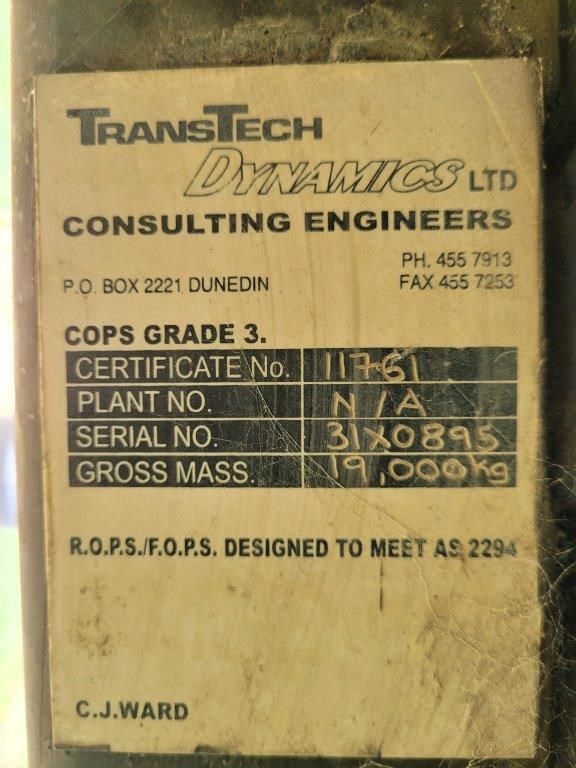 TRANSTECH
DYNAMICS LTD
CONSULTING ENGINEERS
PH. 455 7913
P.O. BOX 2221 DUNEDIN FAX 455 7253
COPS GRADE 3.
CERTIFICATE No. 11761
PLANT NO. N/A
SERIAL NO. 31X0895
GROSS MASS. 19,000kg
R.O.P.S./F.O.P.S. DESIGNED TO MEET AS 2294
C.J.WARD